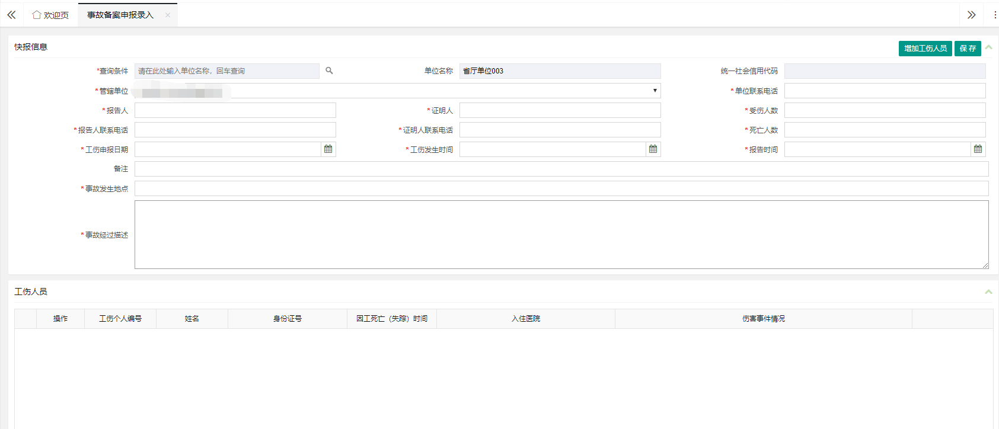 欢迎页 事故备案申报录入
快报信息 增加工伤人员 保 存
*查询条件 请在此处输入单位名称，回车查询 单位名称 省厅单位003 统一社会信用代码
*管辖单位 *单位联系电话
*报告人 *证明人 *受伤人数
*报告人联系电话 *证明人联系电话 *死亡人数
*工伤申报日期 *工伤发生时间 *报告时间
备注
*事故发生地点
*事故经过描述
工伤人员
操作 工伤个人编号 姓名 身份证号 因工死亡（失踪）时间 入住医院 伤害事件情况